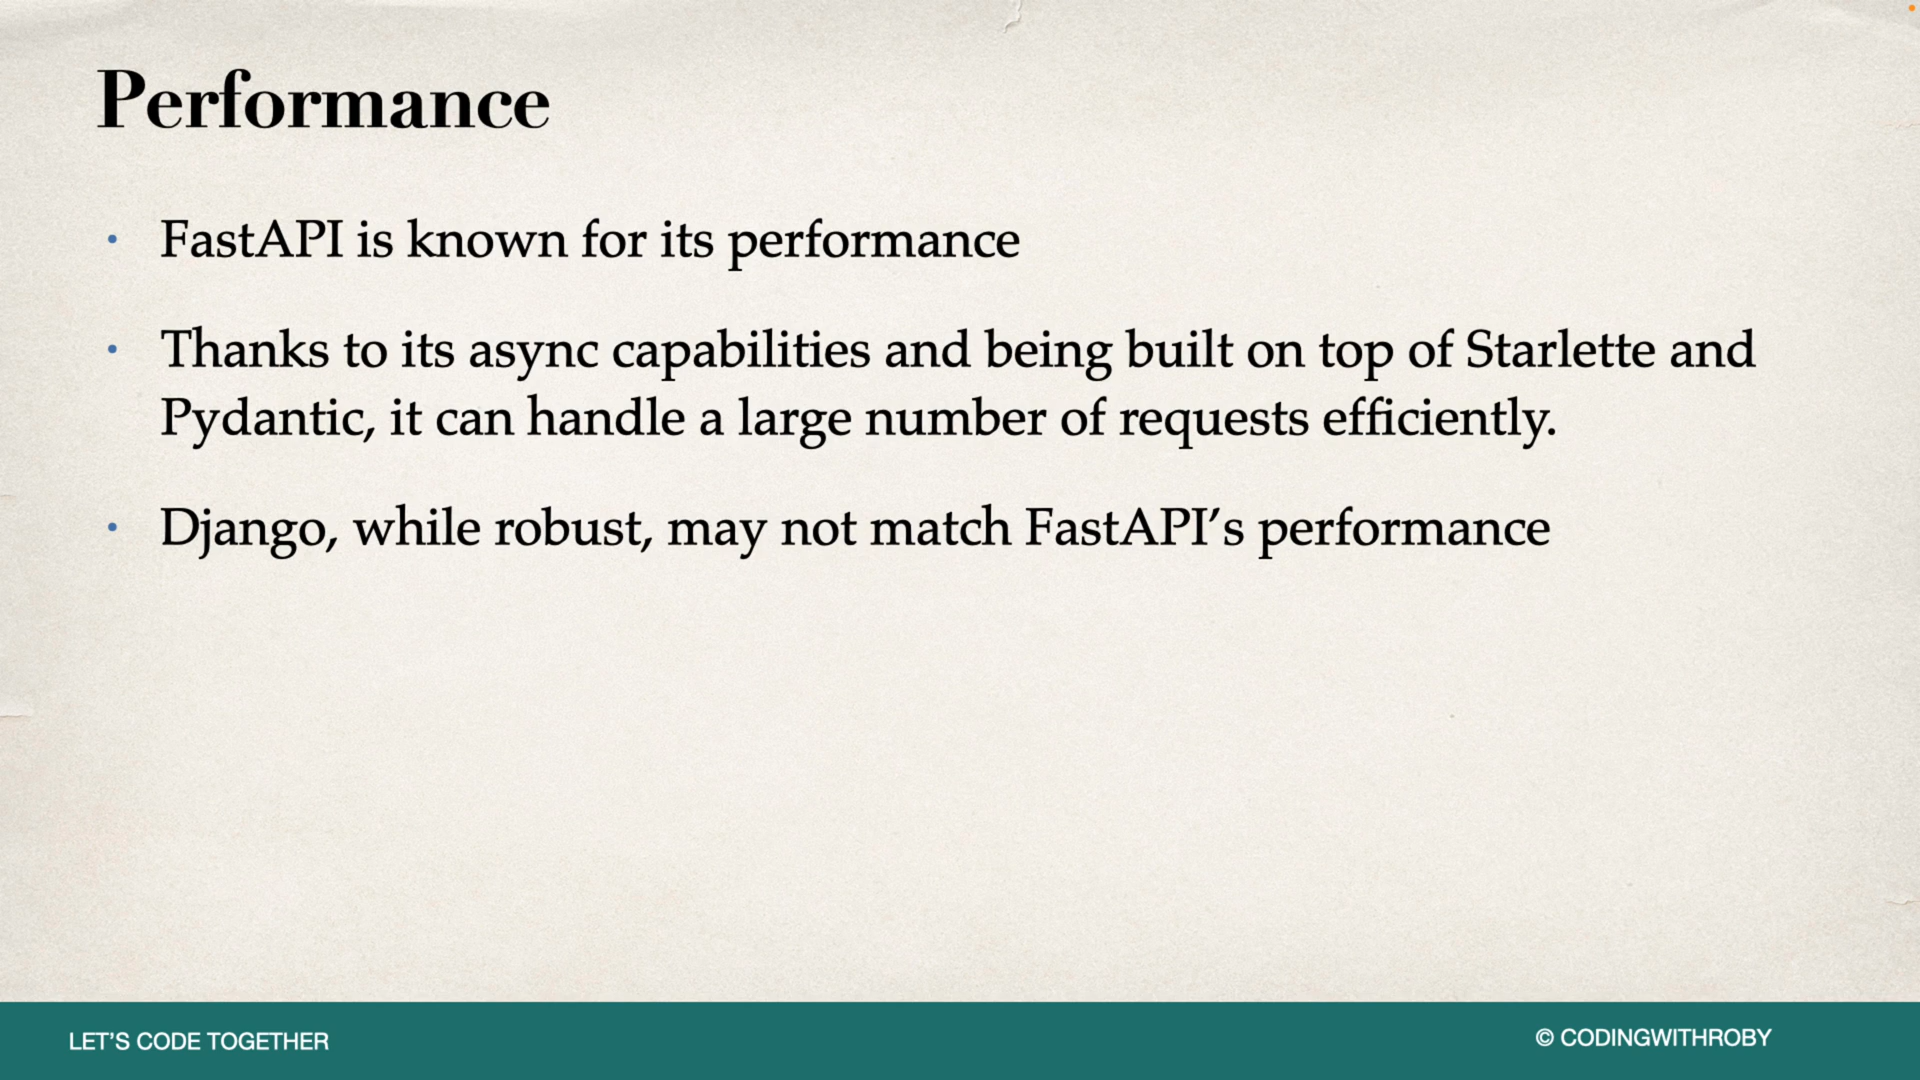 Performance
• FastAPI is known for its performance
• Thanks to its async capabilities and being built on top of Starlette and
Pydantic, it can handle a large number of requests efficiently.
• Django, while robust, may not match FastAPI’s performance
LET’S CODE TOGETHER
© CODINGWITHROBY